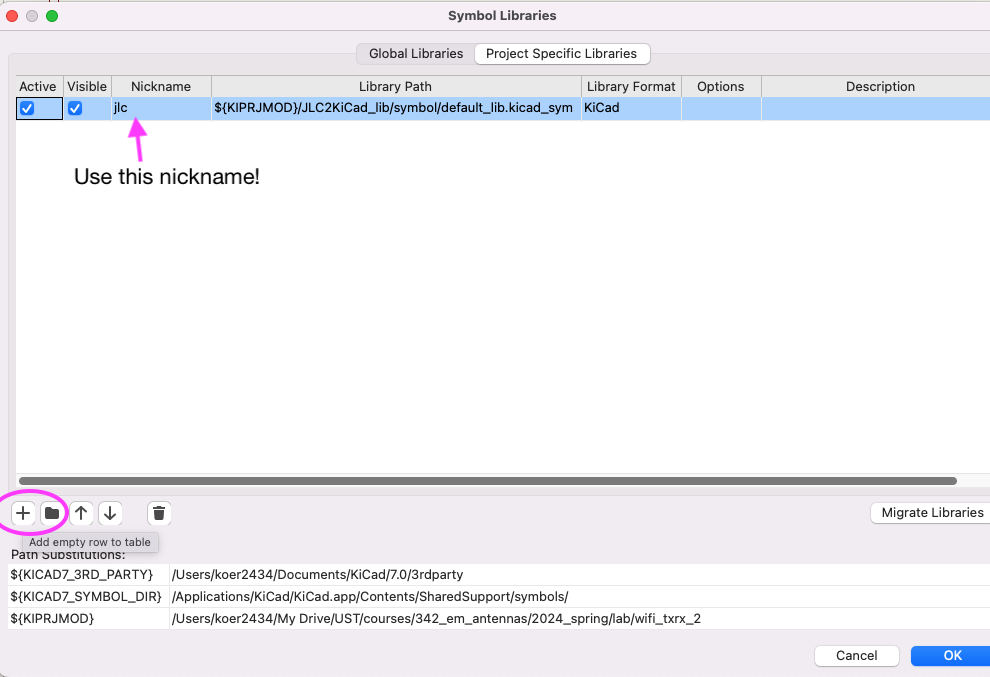 Symbol Libraries
Global Libraries Project Specific Libraries
Active Visible Nickname Library Path Library Format Options Description
jlc ${KIPRJMOD}/JLC2KiCad_lib/symbol/default_lib.kicad_sym KiCad
Use this nickname!
Migrate Libraries
Add empty row to table
Path Substitutions:
${KICAD7_3RD_PARTY} /Users/koer2434/Documents/KiCad/7.0/3rdparty
${KICAD7_SYMBOL_DIR} /Applications/KiCad/KiCad.app/Contents/SharedSupport/symbols/
${KIPRJMOD} /Users/koer2434/My Drive/UST/courses/342_em_antennas/2024_spring/lab/wifi_txrx_2
Cancel OK